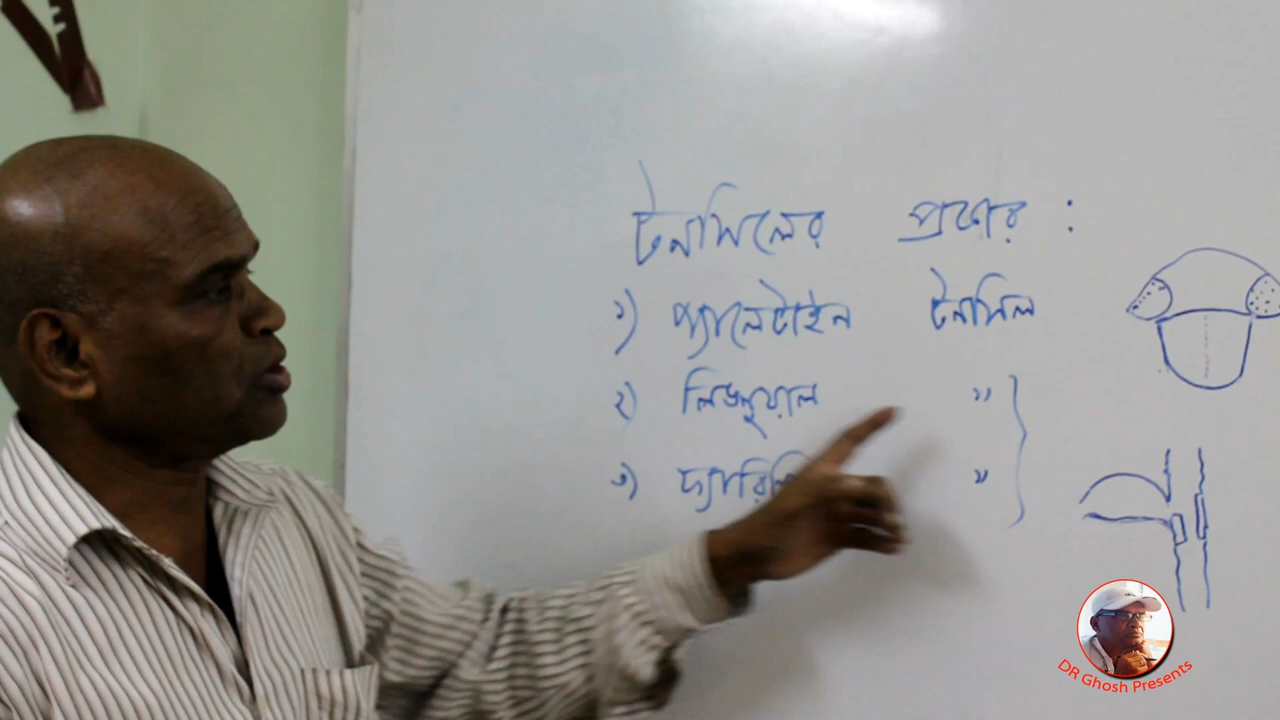 টনসিলের প্রকার :
১) প্যালেটাইন টনসিল
২) লিঙ্গুয়াল "
৩) "
DR Ghosh Presents